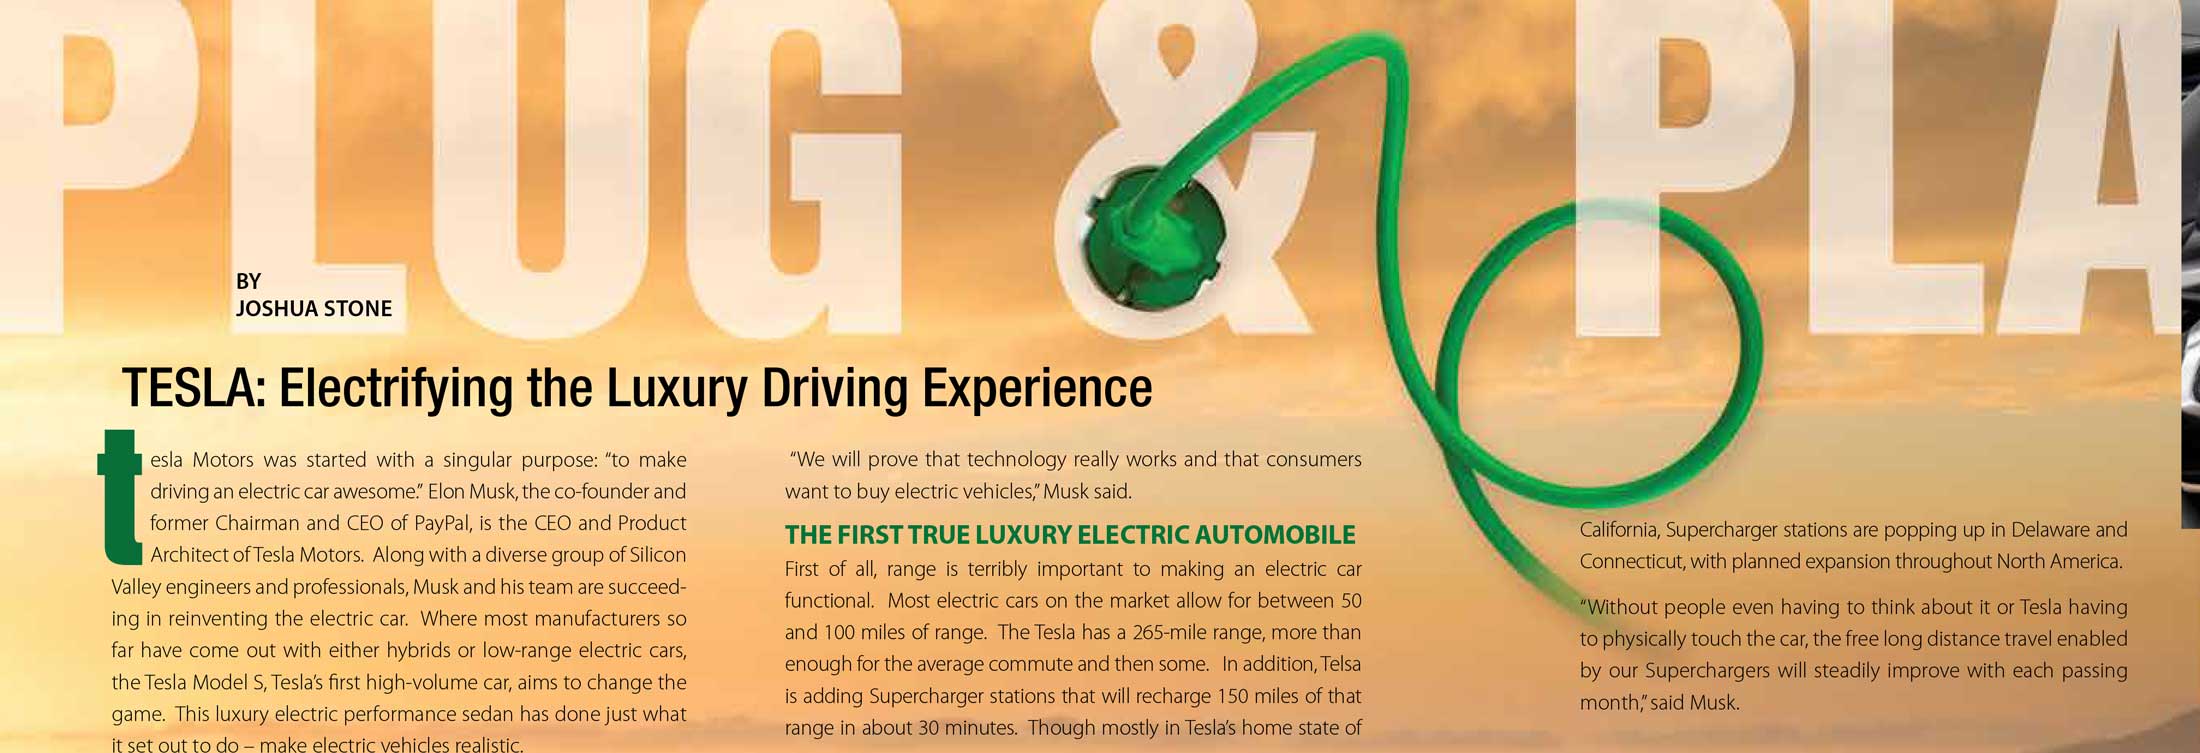 PLUG & PLA
BY
JOSHUA STONE
TESLA: Electrifying the Luxury Driving Experience
tesla Motors was started with a singular purpose: “to make
driving an electric car awesome.” Elon Musk, the co-founder and
former Chairman and CEO of PayPal, is the CEO and Product
Architect of Tesla Motors.  Along with a diverse group of Silicon
Valley engineers and professionals, Musk and his team are succeed-
ing in reinventing the electric car.  Where most manufacturers so
far have come out with either hybrids or low-range electric cars,
the Tesla Model S, Tesla’s first high-volume car, aims to change the
game.  This luxury electric performance sedan has done just what
it set out to do – make electric vehicles realistic.
“We will prove that technology really works and that consumers
want to buy electric vehicles,” Musk said.
THE FIRST TRUE LUXURY ELECTRIC AUTOMOBILE
First of all, range is terribly important to making an electric car
functional.  Most electric cars on the market allow for between 50
and 100 miles of range.  The Tesla has a 265-mile range, more than
enough for the average commute and then some.  In addition, Telsa
is adding Supercharger stations that will recharge 150 miles of that
range in about 30 minutes.  Though mostly in Tesla’s home state of
California, Supercharger stations are popping up in Delaware and
Connecticut, with planned expansion throughout North America.
“Without people even having to think about it or Tesla having
to physically touch the car, the free long distance travel enabled
by our Superchargers will steadily improve with each passing
month,” said Musk.